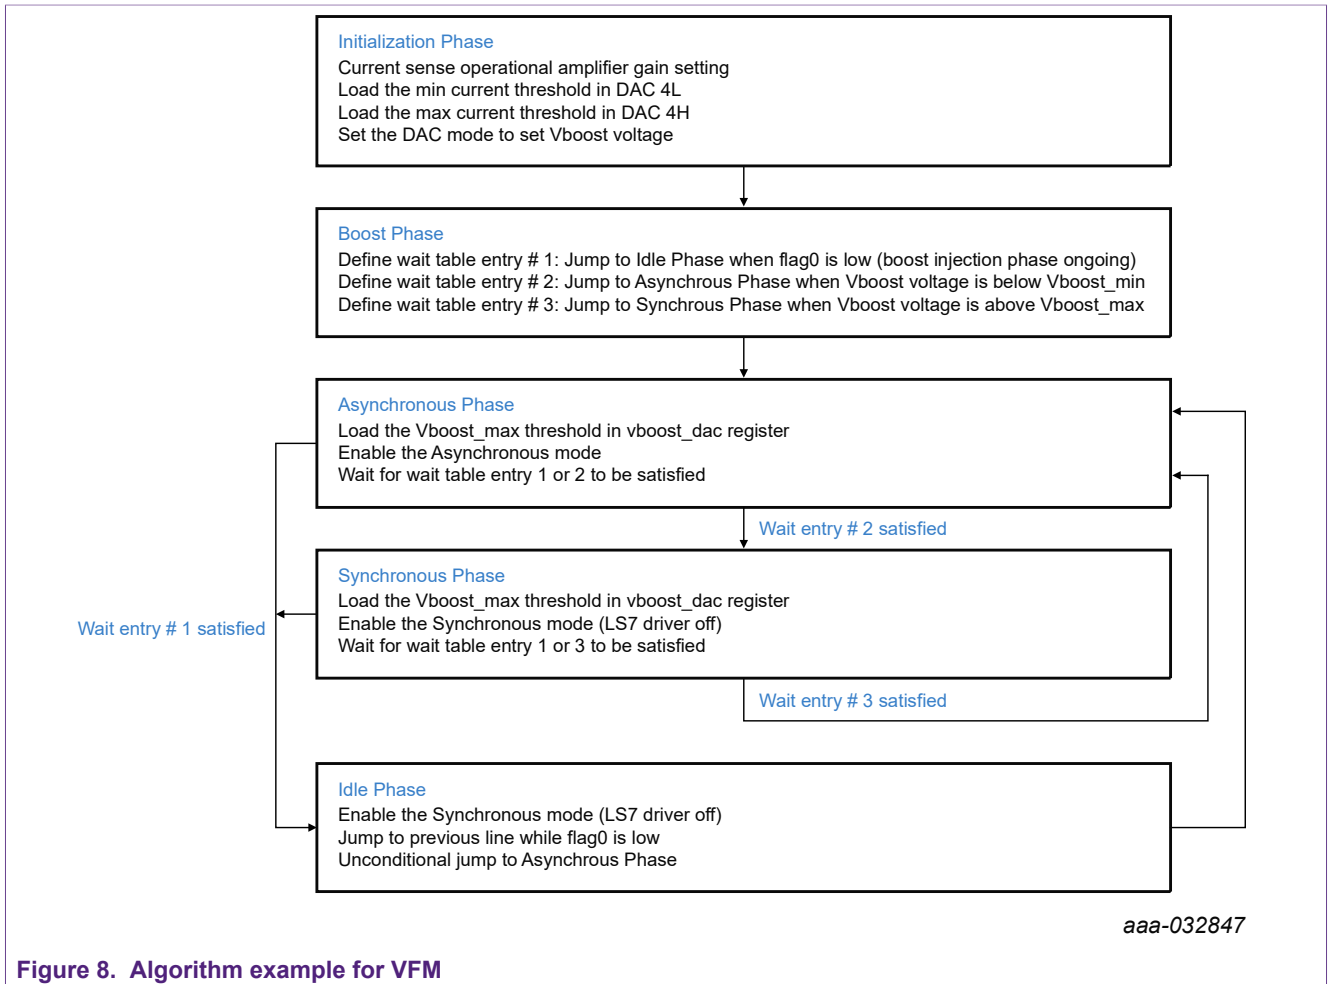 Initialization Phase
Current sense operational amplifier gain setting
Load the min current threshold in DAC 4L
Load the max current threshold in DAC 4H
Set the DAC mode to set Vboost voltage
Boost Phase
Define wait table entry # 1: Jump to Idle Phase when flag0 is low (boost injection phase ongoing)
Define wait table entry # 2: Jump to Asynchrous Phase when Vboost voltage is below Vboost_min
Define wait table entry # 3: Jump to Synchrous Phase when Vboost voltage is above Vboost_max
Asynchronous Phase
Load the Vboost_max threshold in vboost_dac register
Enable the Asynchronous mode
Wait for wait table entry 1 or 2 to be satisfied
Wait entry # 2 satisfied
Synchronous Phase
Load the Vboost_max threshold in vboost_dac register
Enable the Synchronous mode (LS7 driver off)
Wait for wait table entry 1 or 3 to be satisfied
Wait entry # 1 satisfied
Wait entry # 3 satisfied
Idle Phase
Enable the Synchronous mode (LS7 driver off)
Jump to previous line while flag0 is low
Unconditional jump to Asynchrous Phase
aaa-032847
Figure 8. Algorithm example for VFM